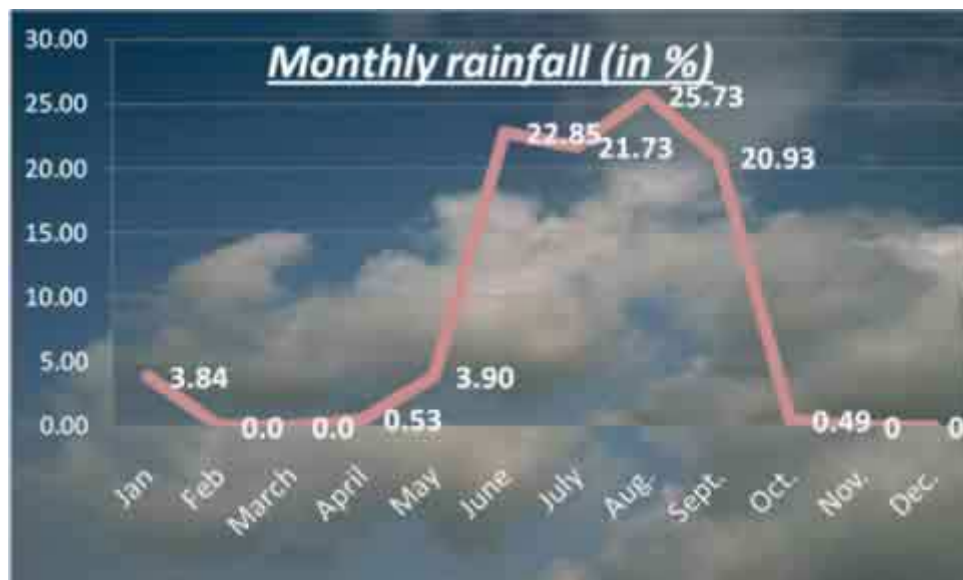 Monthly rainfall (in %)
30.00
25.00
20.00
15.00
10.00
5.00
0.00
3.84
0.0
0.0
0.53
3.90
22.85
21.73
25.73
20.93
0.49
0
0
Jan
Feb
March
April
May
June
July
Aug.
Sept.
Oct.
Nov.
Dec.